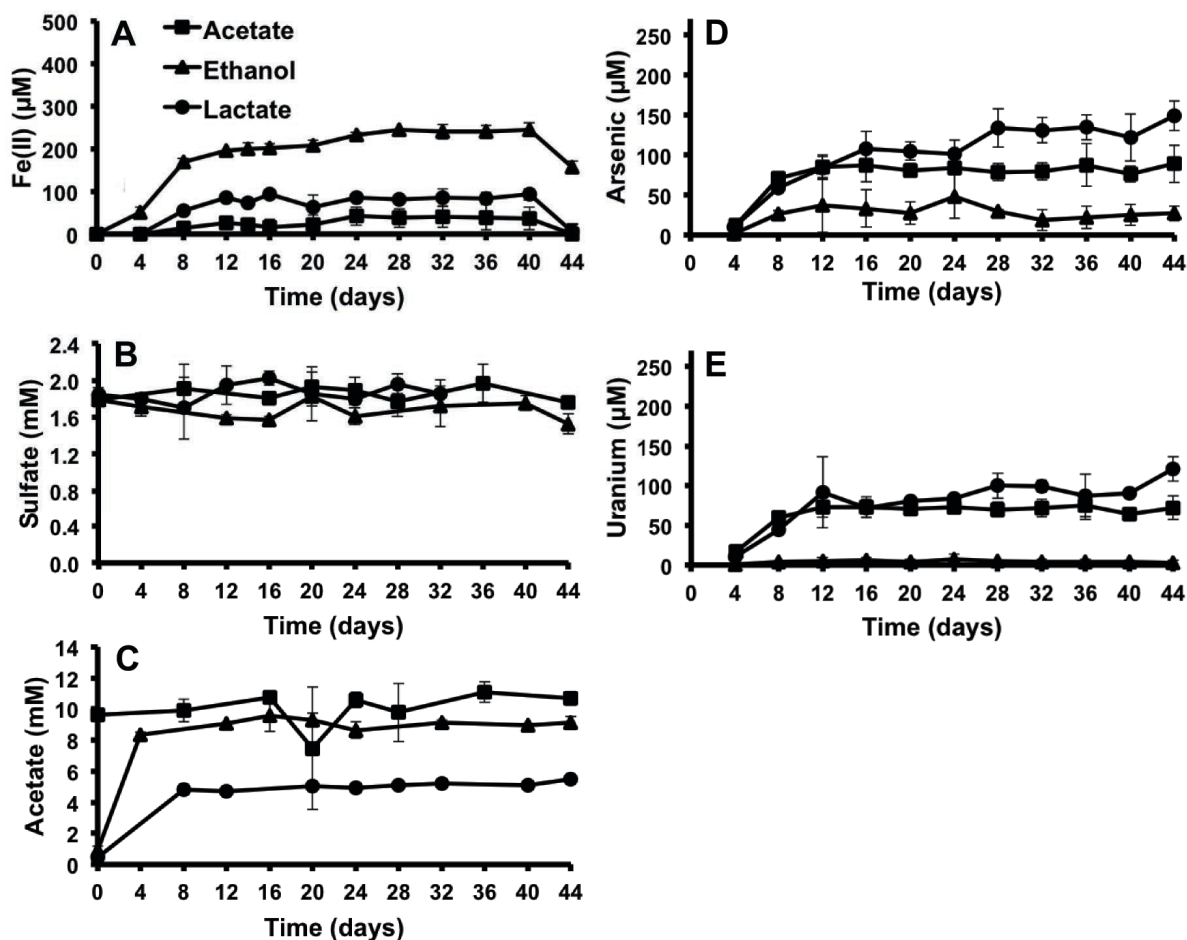 A
Fe(II) (µM)
500
400
300
200
100
0
Acetate
Ethanol
Lactate
0 4 8 12 16 20 24 28 32 36 40 44
Time (days)
B
Sulfate (mM)
2.4
2.0
1.6
1.2
0.8
0.4
0.0
0 4 8 12 16 20 24 28 32 36 40 44
Time (days)
C
Acetate (mM)
14
12
10
8
6
4
2
0
0 4 8 12 16 20 24 28 32 36 40 44
Time (days)
D
Arsenic (µM)
250
200
150
100
50
0
0 4 8 12 16 20 24 28 32 36 40 44
Time (days)
E
Uranium (µM)
250
200
150
100
50
0
0 4 8 12 16 20 24 28 32 36 40 44
Time (days)